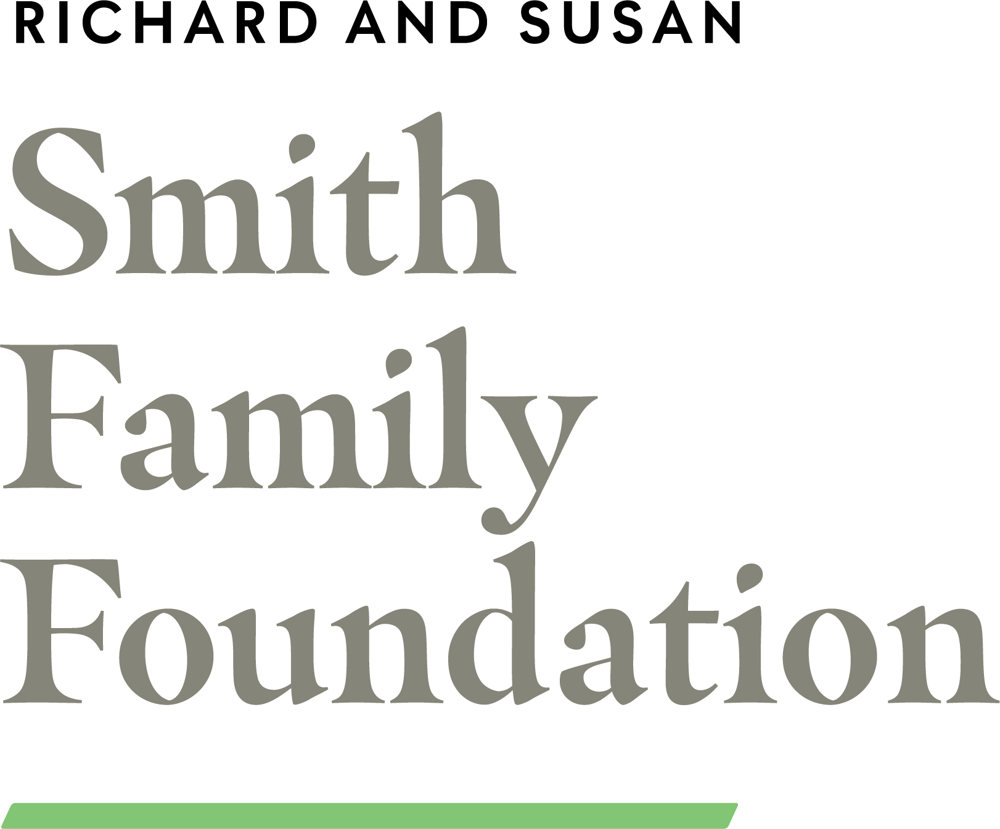 RICHARD AND SUSAN
Smith
Family
Foundation